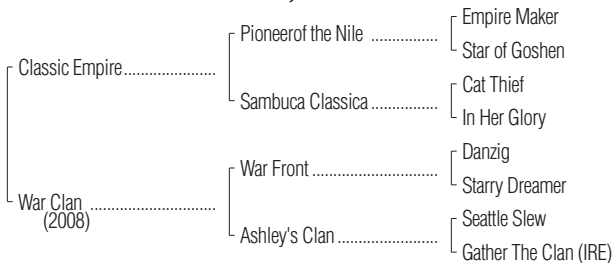 Empire Maker
Pioneerof the Nile ................
Star of Goshen
Classic Empire......................
Cat Thief
Sambuca Classica................
In Her Glory
Danzig
War Front ..............................
Starry Dreamer
War Clan ..............................
(2008)
Seattle Slew
Ashley's Clan........................
Gather The Clan (IRE)